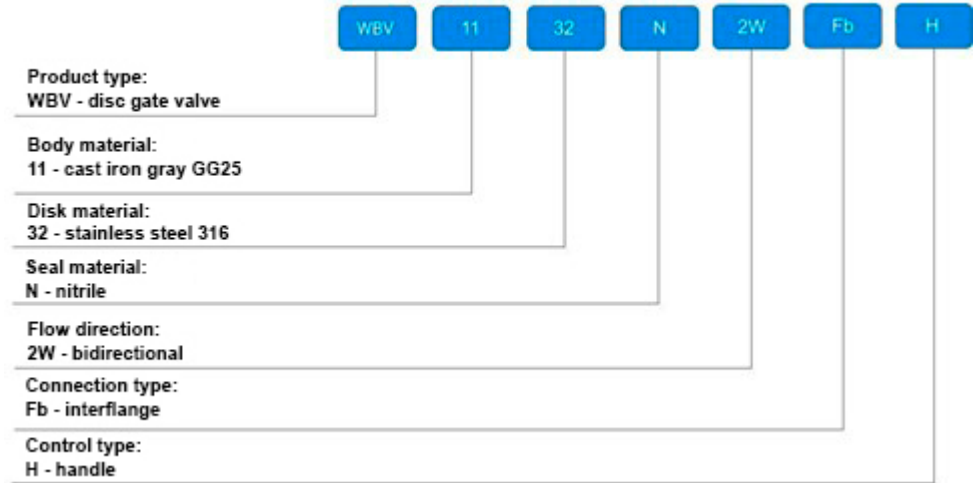 WBV 11 32 N 2W Fb H
Product type:
WBV - disc gate valve
Body material:
11 - cast iron gray GG25
Disk material:
32 - stainless steel 316
Seal material:
N - nitrile
Flow direction:
2W - bidirectional
Connection type:
Fb - interflange
Control type:
H - handle